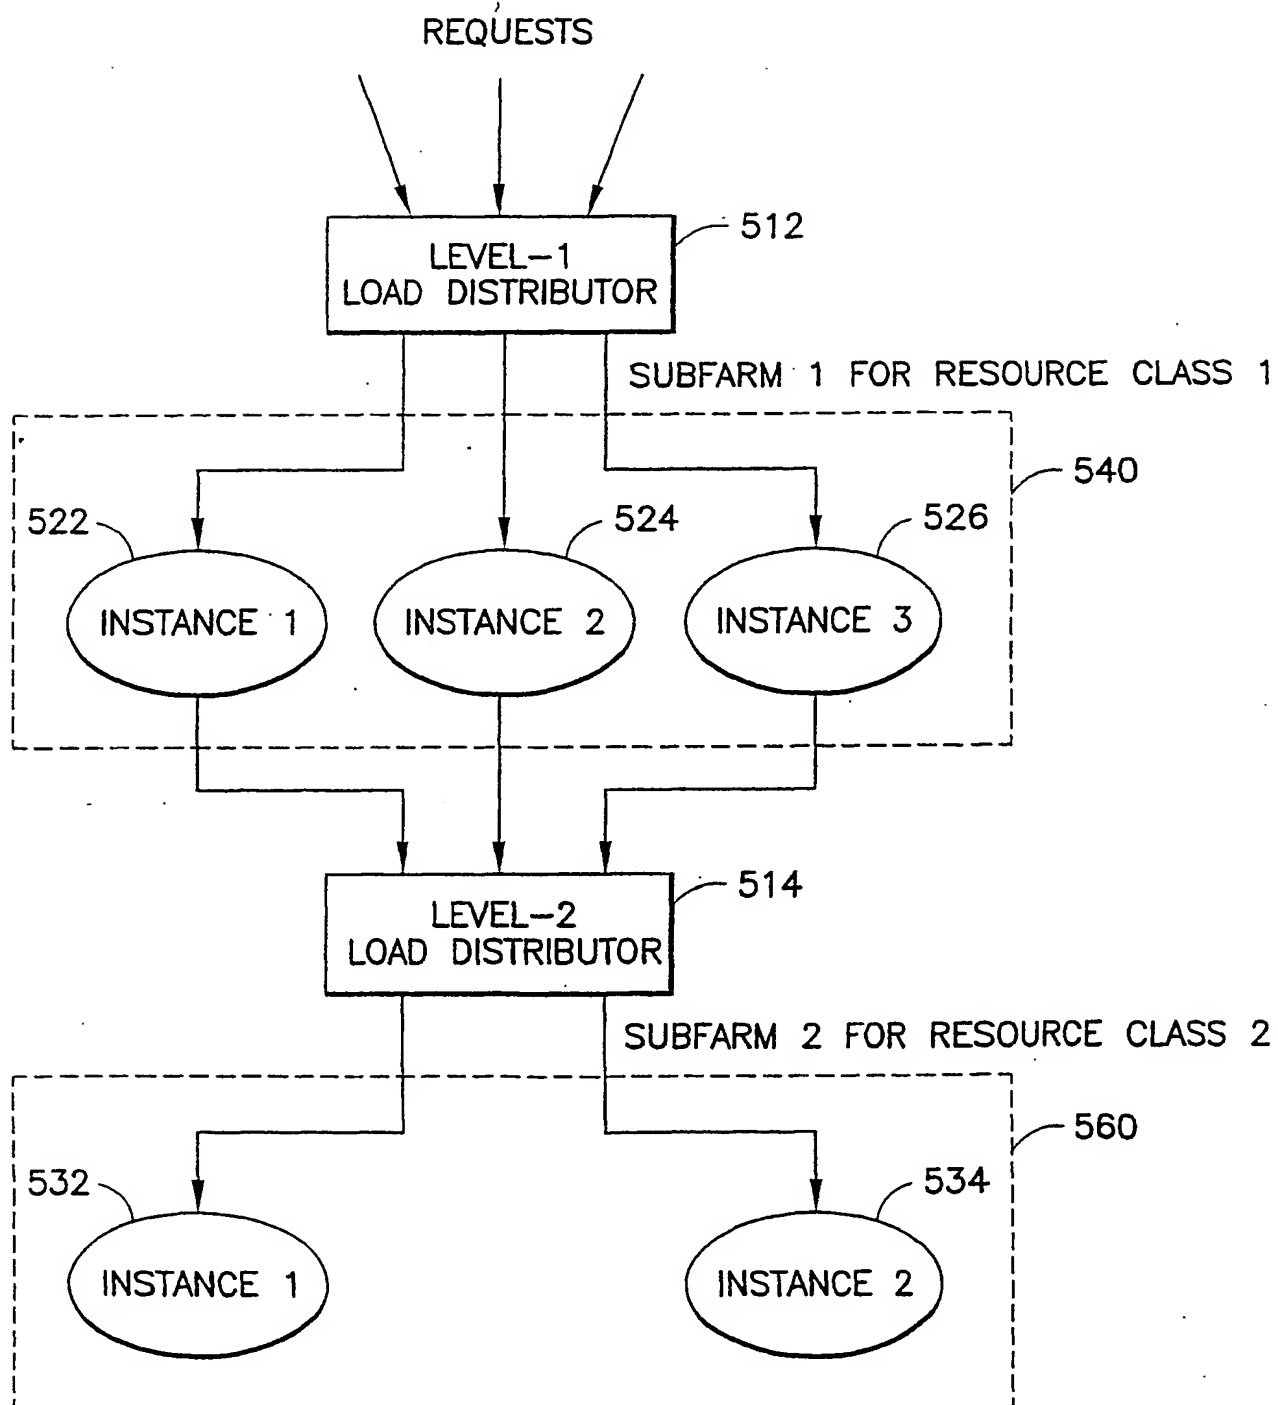 REQUESTS
512
LEVEL-1
LOAD DISTRIBUTOR
SUBFARM 1 FOR RESOURCE CLASS 1
540
522
524
526
INSTANCE 1
INSTANCE 2
INSTANCE 3
514
LEVEL-2
LOAD DISTRIBUTOR
SUBFARM 2 FOR RESOURCE CLASS 2
560
532
534
INSTANCE 1
INSTANCE 2